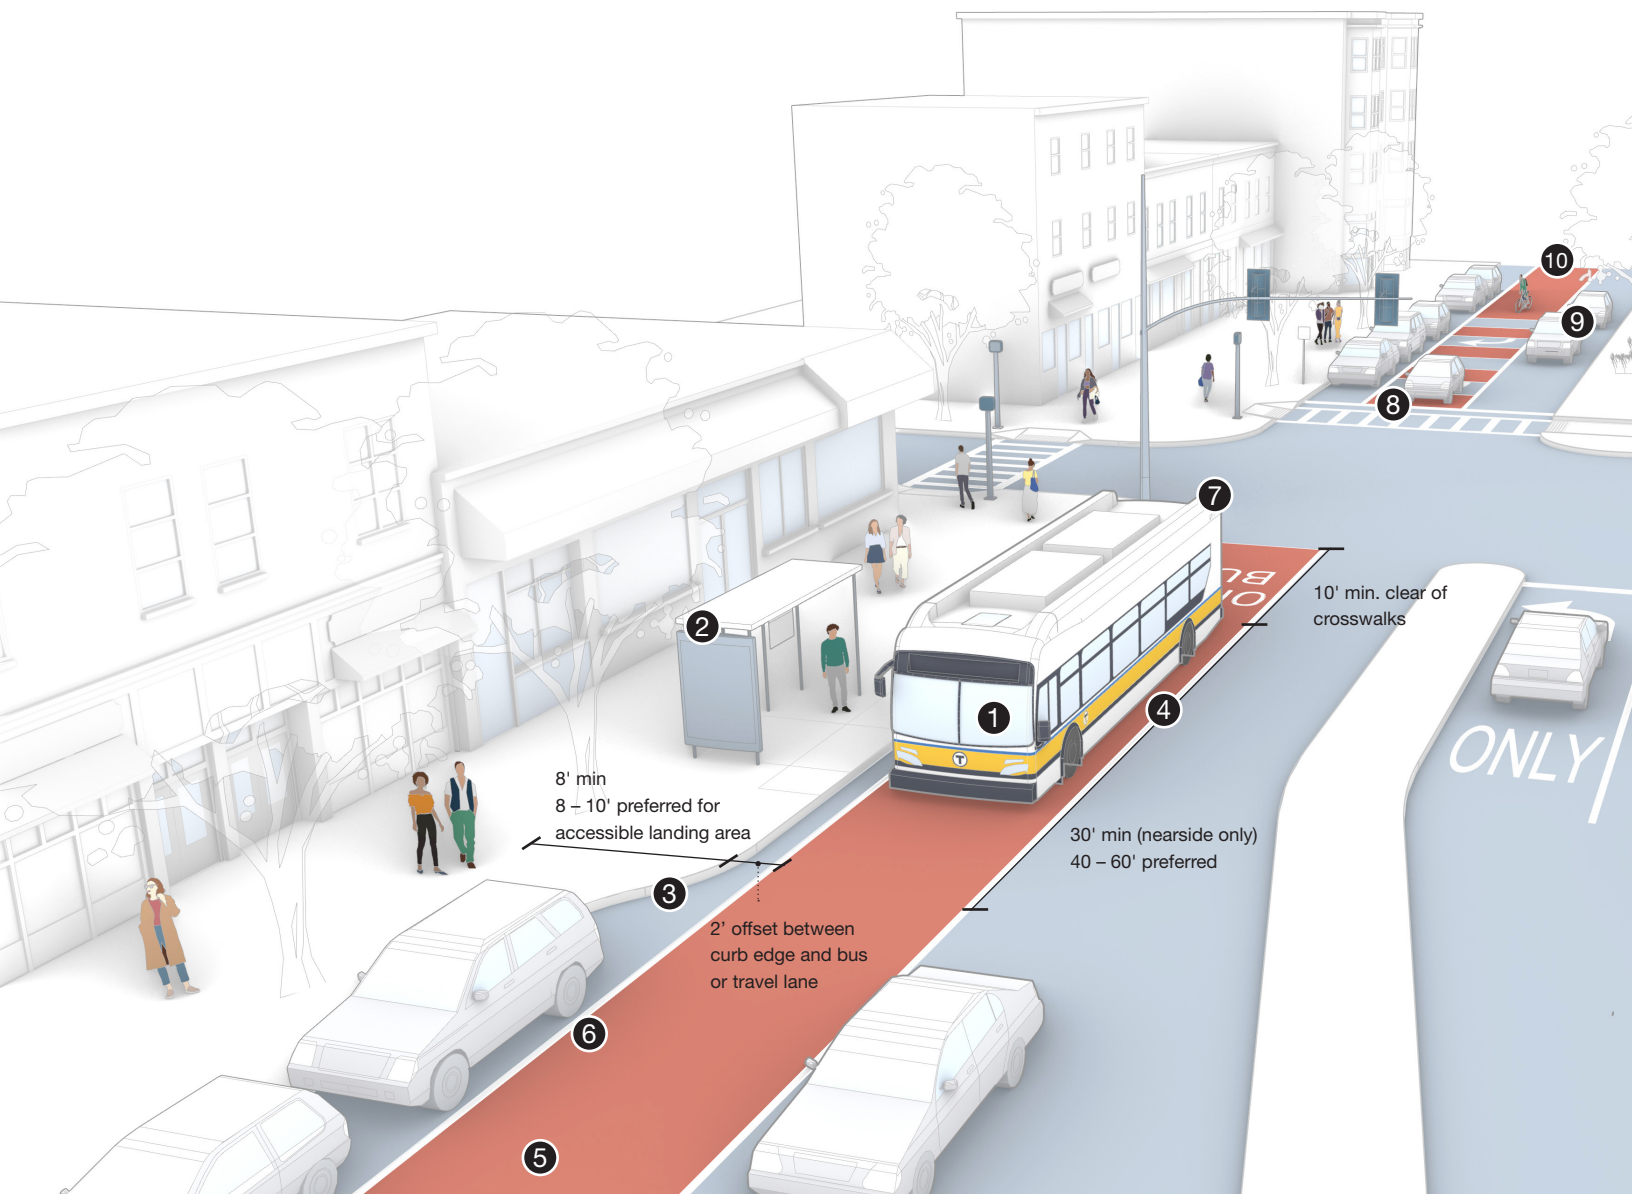 10
9
8
7
ONLY
BUS
10' min. clear of
crosswalks
2
1
4
ONLY
T
8' min
8 – 10' preferred for
accessible landing area
30' min (nearside only)
40 – 60' preferred
3
2’ offset between
curb edge and bus
or travel lane
6
5